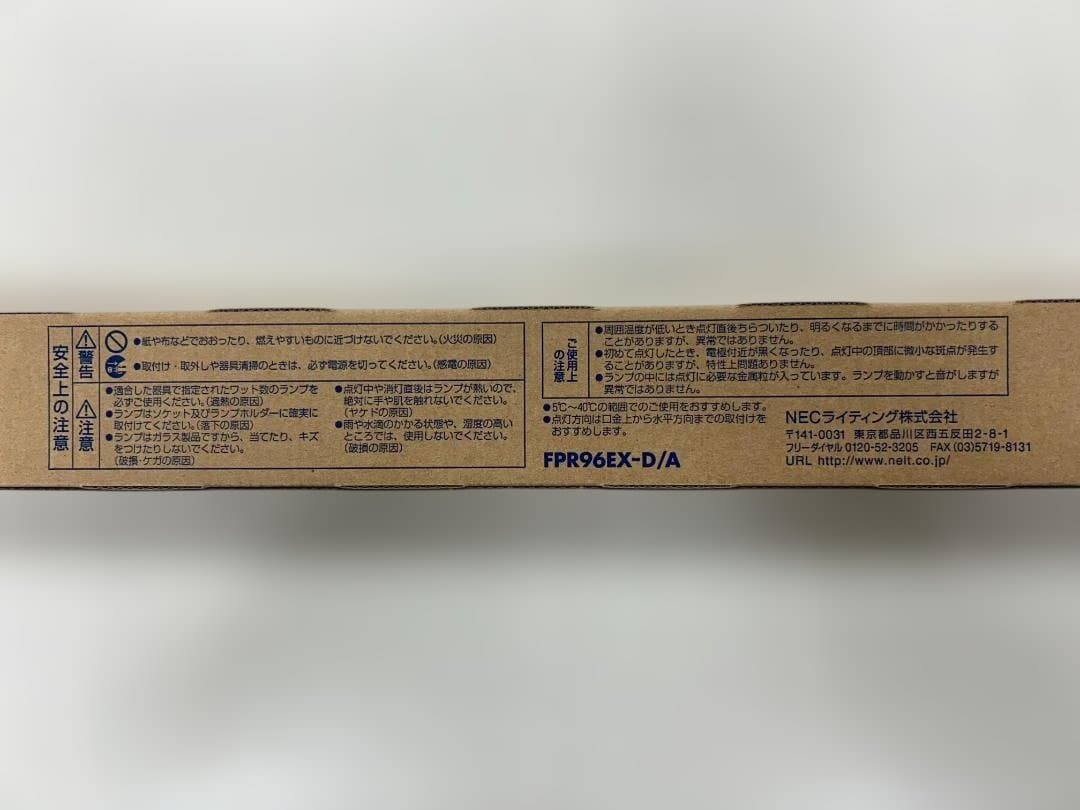 安全上の注意
警告
●紙や布などでおおったり、燃えやすいものに近づけないでください。(火災の原因)
●取付け・取外しや器具清掃のときは、必ず電源を切ってください。(感電の原因)
注意
●適合した器具で指定されたワット数のランプを
必ずご使用ください。(過熱の原因)
●ランプはソケット及びランプホルダーに確実に
取付けてください。(落下の原因)
●ランプはガラス製品ですから、当てたり、キズ
をつけたりしないでください。
(破損・ケガの原因)
●点灯中や消灯直後はランプが熱いので、
絶対に手や肌を触れないでください。
(ヤケドの原因)
●雨や水滴のかかる状態や、湿度の高い
ところでは、使用しないでください。
(破損の原因)
ご使用上
の注意
●周囲温度が低いとき点灯直後ちらついたり、明るくなるまでに時間がかかったりする
ことがありますが、異常ではありません。
●初めて点灯したとき、電極付近が黒くなったり、点灯中の頂部に微小な斑点が発生す
ることがありますが、特性上問題ありません。
●ランプの中には点灯に必要な金属粒が入っています。ランプを動かすと音がしますが
異常ではありません。
●5℃〜40℃の範囲でのご使用をおすすめします。
●点灯方向は口金上から水平方向までの取付けを
おすすめします。
FPR96EX-D/A
NECライティング株式会社
〒141-0031 東京都品川区西五反田2-8-1
フリーダイヤル 0120-52-3205 FAX (03)5719-8131
URL http://www.nelt.co.jp/